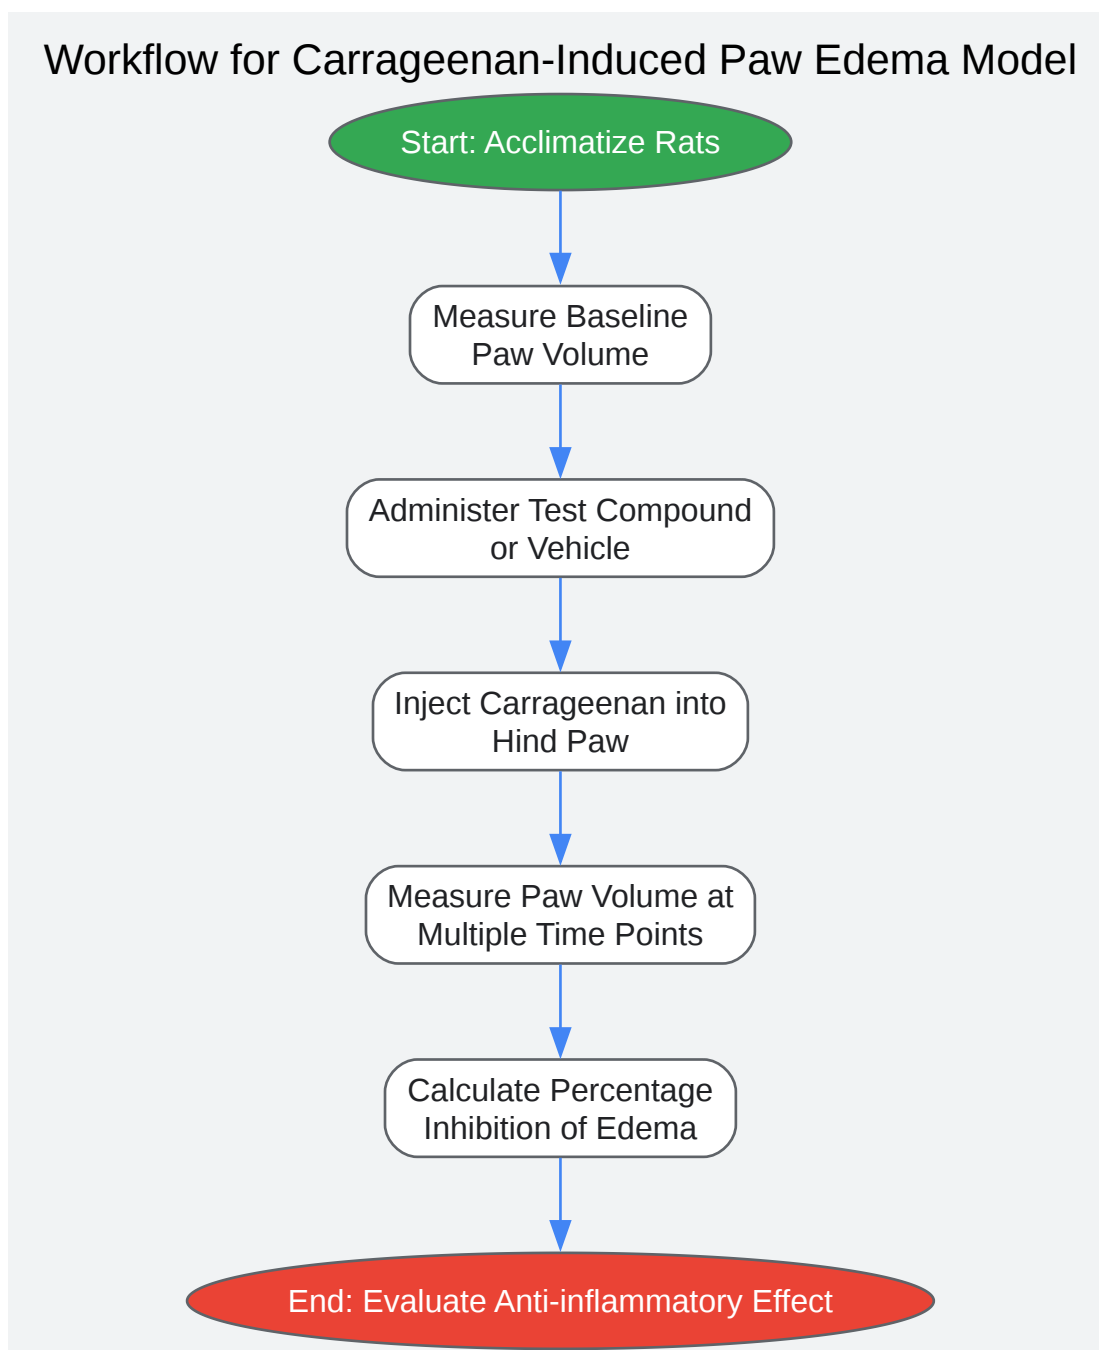 Workflow for Carrageenan-Induced Paw Edema Model
Start: Acclimatize Rats
Measure Baseline
Paw Volume
Administer Test Compound
or Vehicle
Inject Carrageenan into
Hind Paw
Measure Paw Volume at
Multiple Time Points
Calculate Percentage
Inhibition of Edema
End: Evaluate Anti-inflammatory Effect